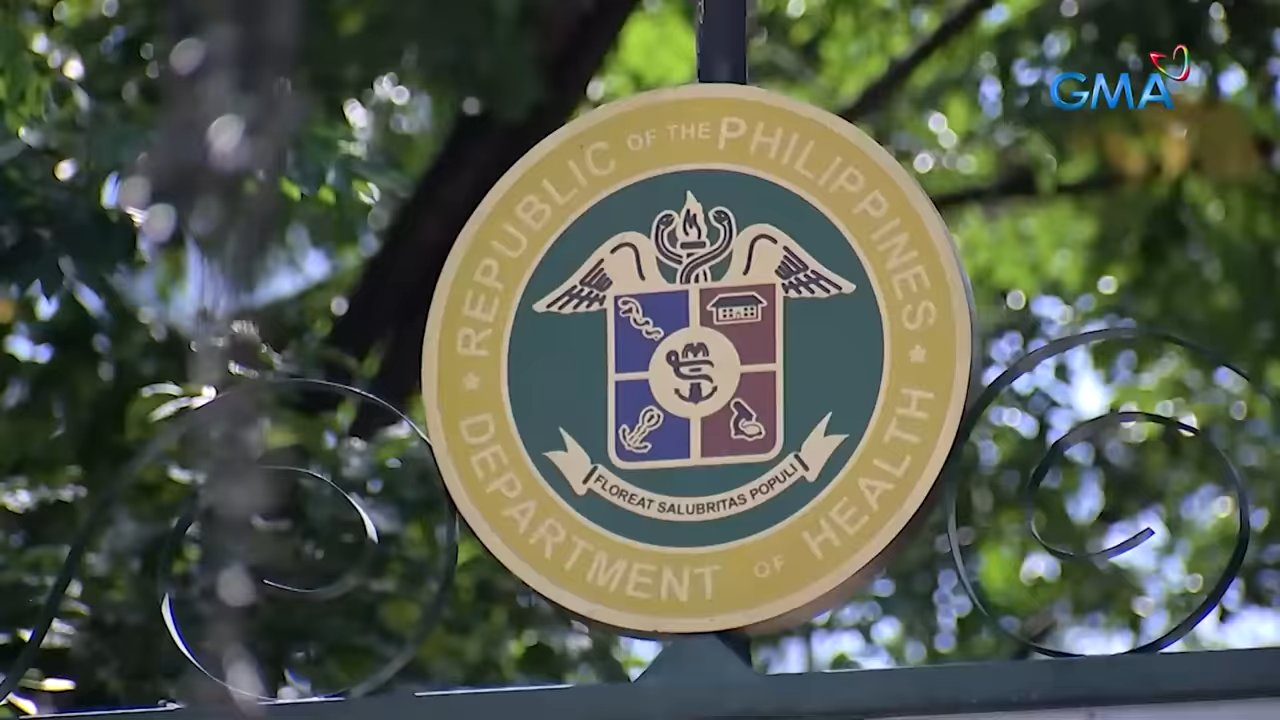 GMA
REPUBLIC OF THE PHILIPPINES
FLOREAT SALUBRITAS POPULI
DEPARTMENT OF HEALTH